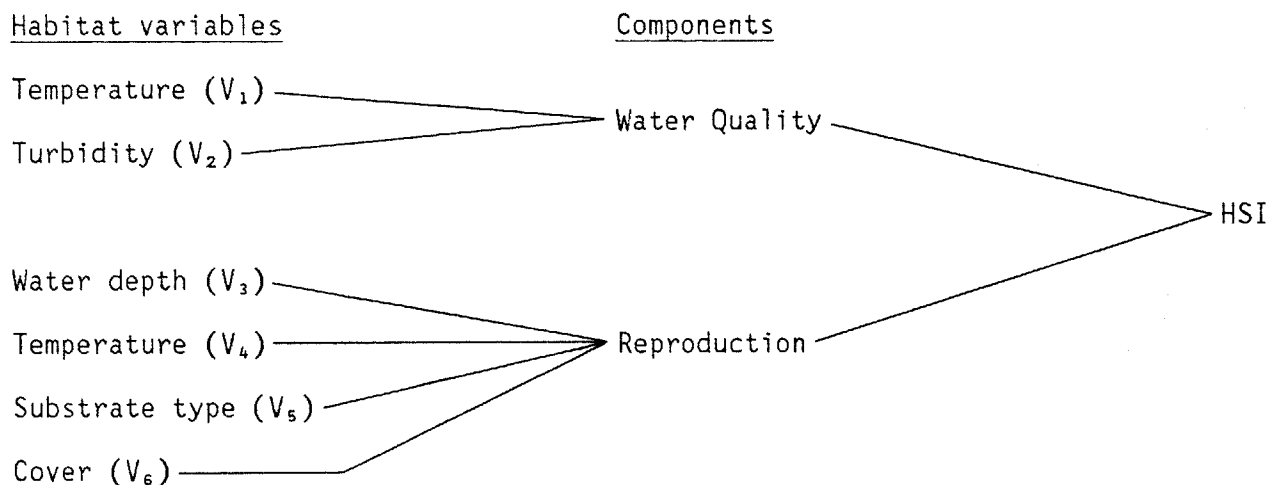 Habitat variables Components
Temperature (V₁)
Water Quality
Turbidity (V₂)
HSI
Water depth (V₃)
Temperature (V₄) Reproduction
Substrate type (V₅)
Cover (V₆)